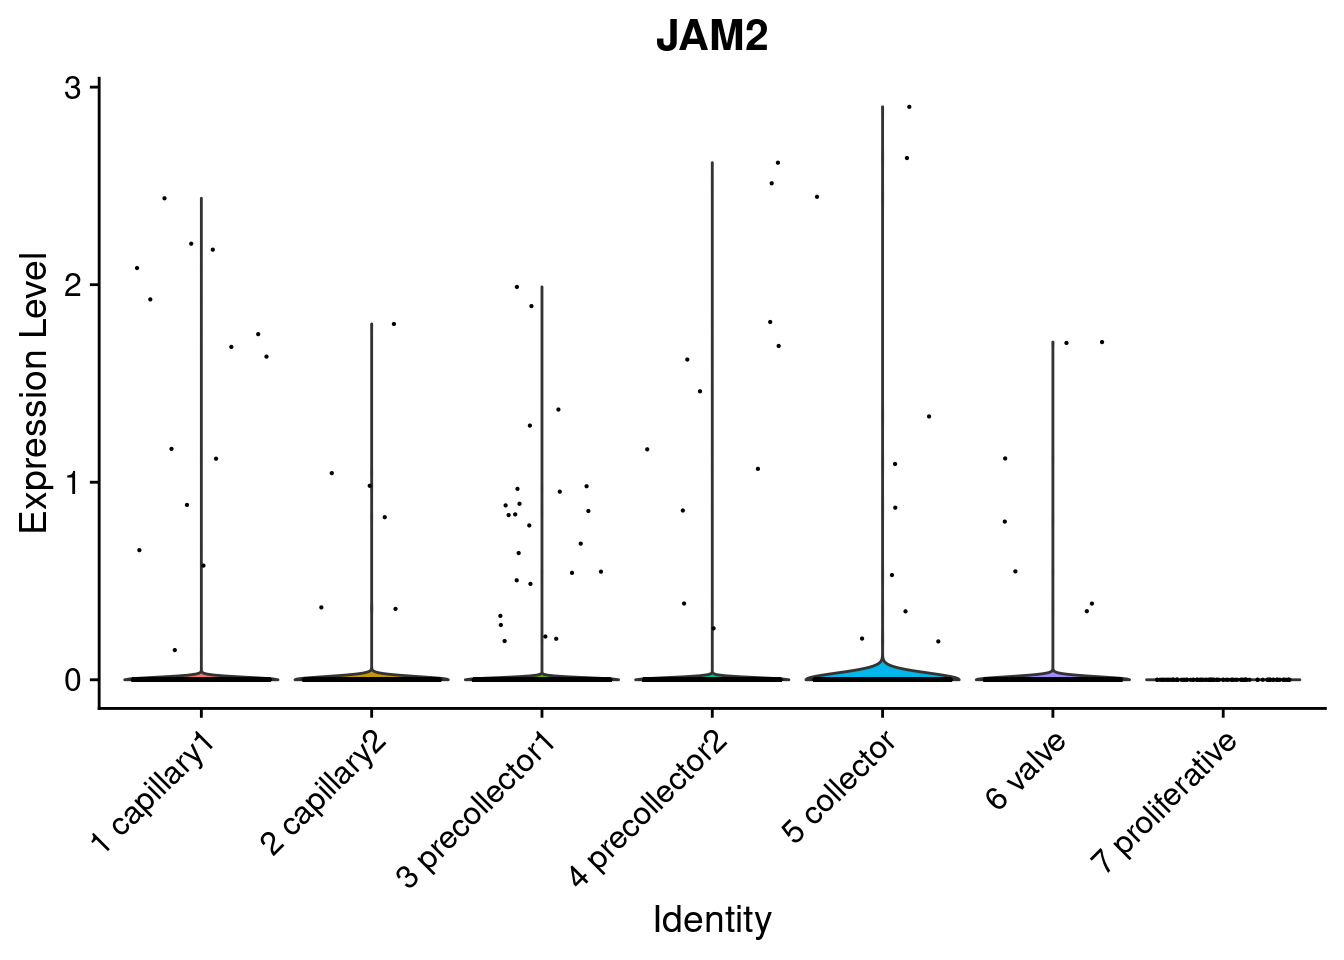 JAM2
3
2
1
0
Expression Level
1 capillary1
2 capillary2
3 precollector1
4 precollector2
5 collector
6 valve
7 proliferative
Identity